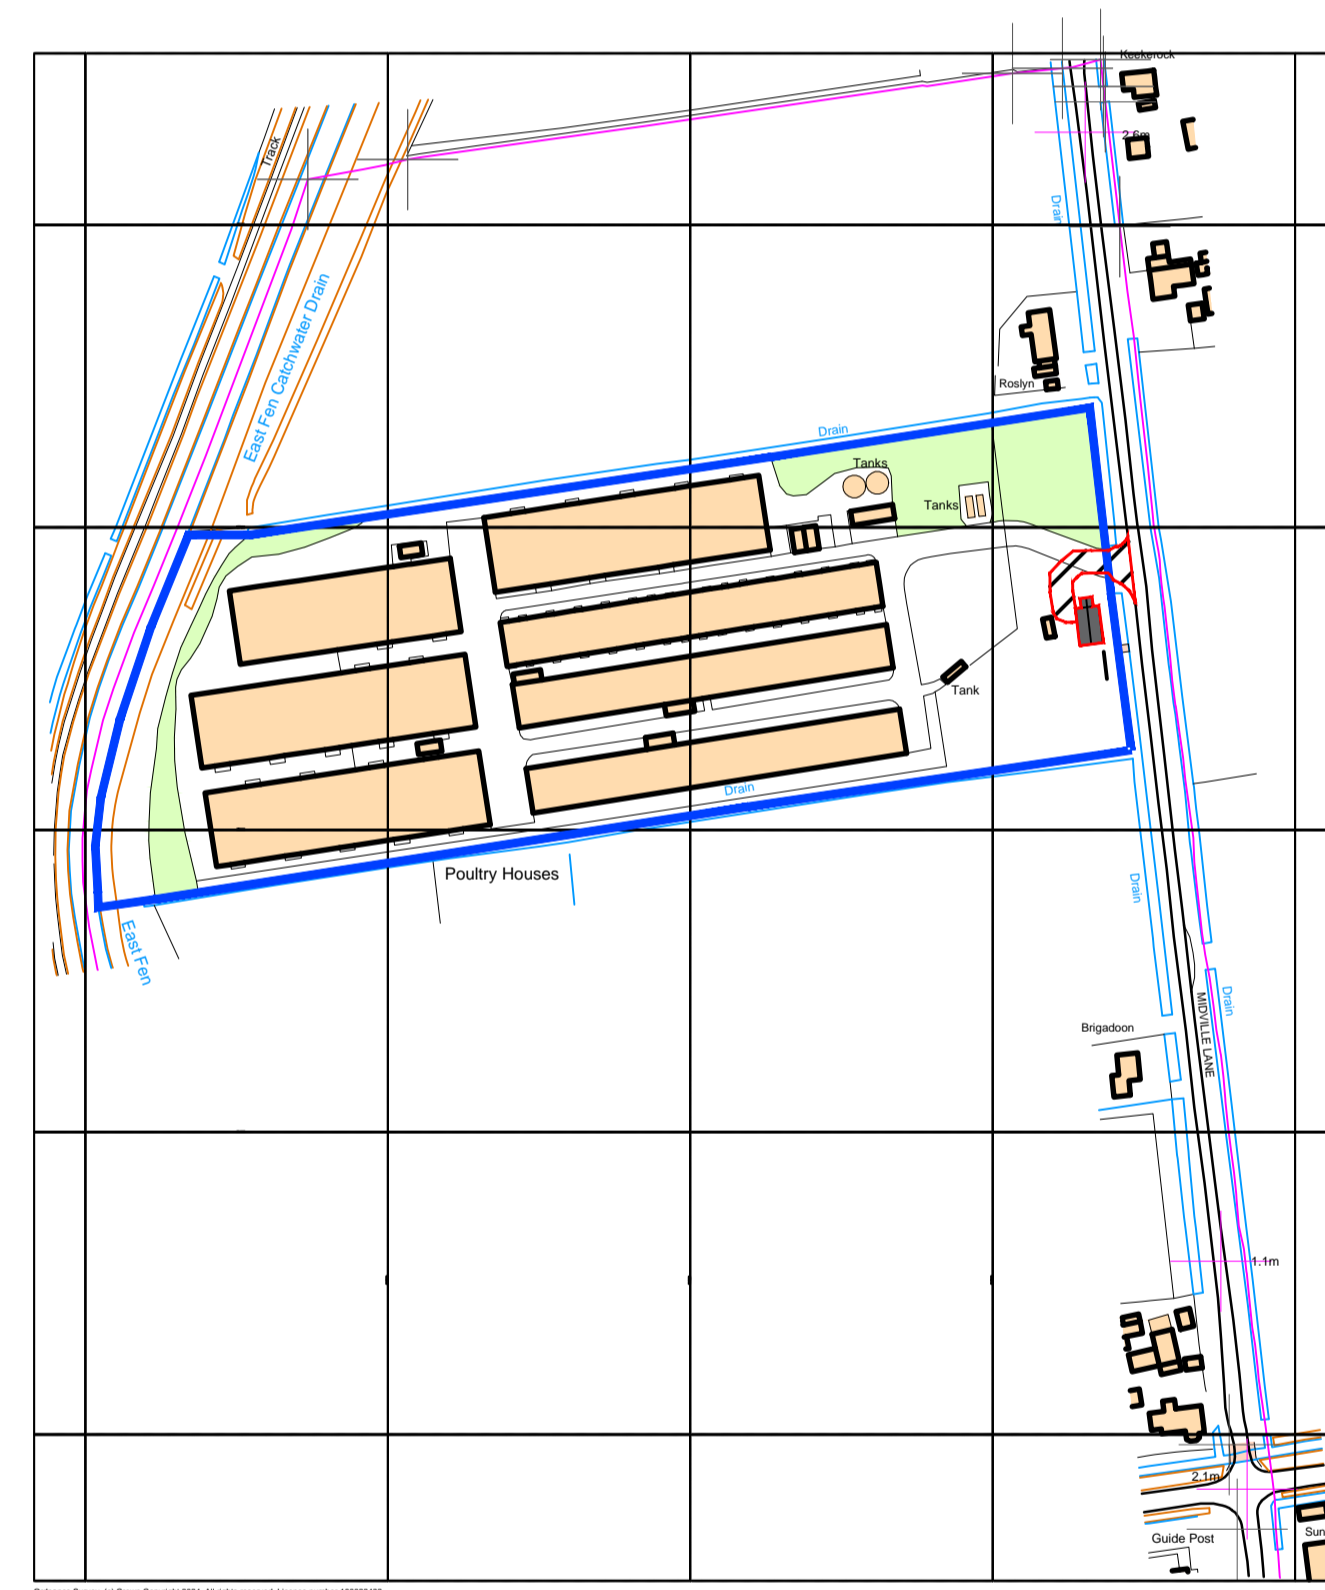 Keekerock
2.6m
Track
Drain
East Fen Catchwater Drain
Roslyn
Drain
Tanks
Tanks
Tank
Drain
Poultry Houses
Drain
East Fen
Drain
MIDVILLE LANE
Brigadoon
1.1m
2.1m
Guide Post
Sun